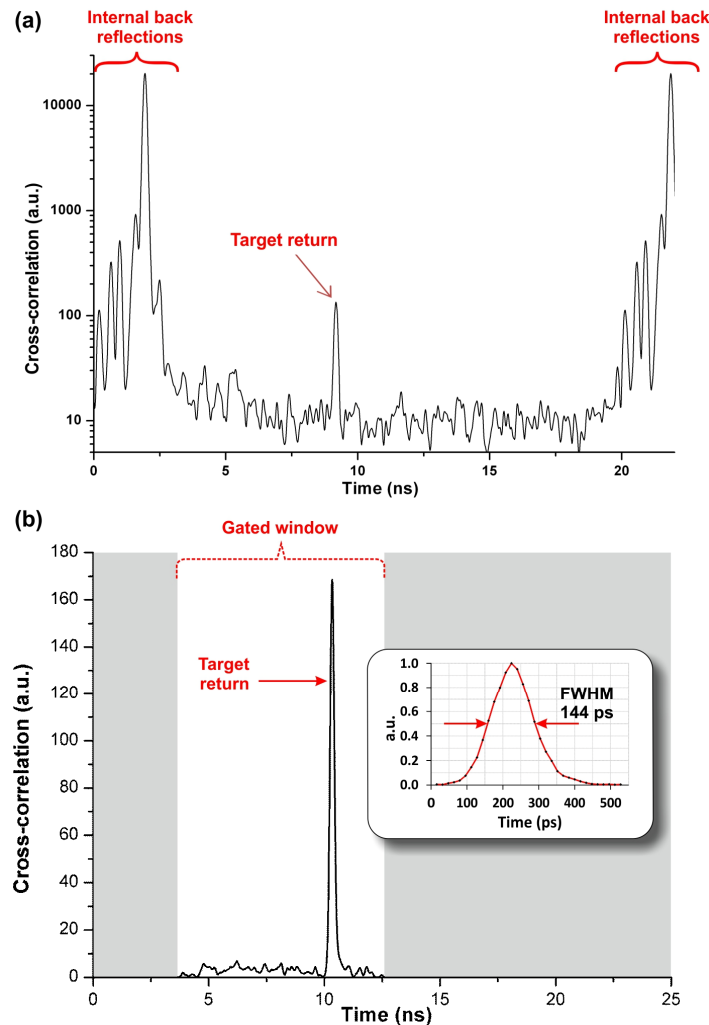 (a)
Internal back
reflections
Internal back
reflections
10000
1000
100
10
Cross-correlation (a.u.)
Target return
0
5
10
15
20
Time (ns)
(b)
Gated window
180
160
140
120
100
80
60
40
20
0
Cross-correlation (a.u.)
Target
return
1.0
0.8
0.6
0.4
0.2
0.0
a.u.
FWHM
144 ps
0
100
200
300
400
500
Time (ps)
0
5
10
15
20
25
Time (ns)